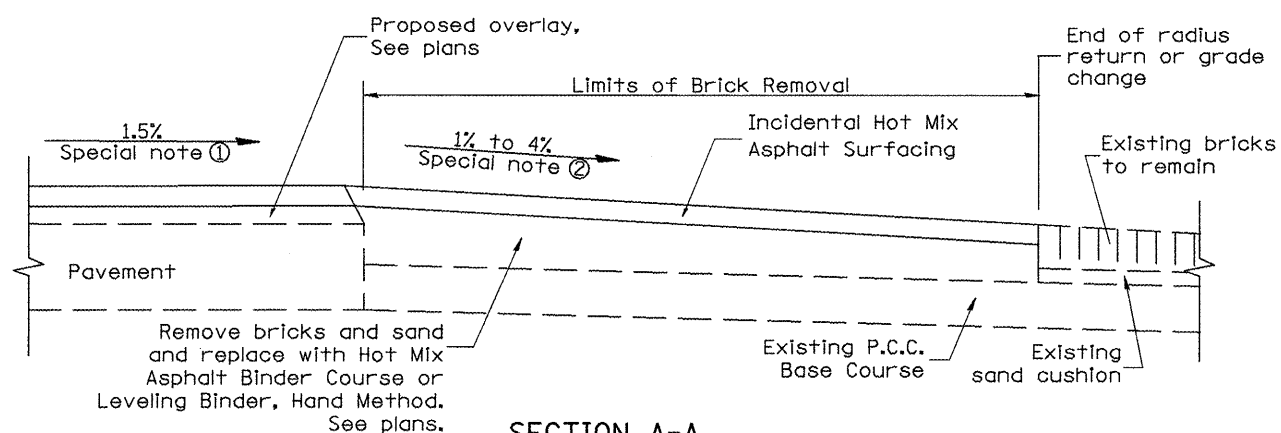 Proposed overlay,
See plans
End of radius
return or grade
change
Limits of Brick Removal
1.5%
Special note ①
1% to 4%
Special note ②
Incidental Hot Mix
Asphalt Surfacing
Existing bricks
to remain
Pavement
Remove bricks and sand
and replace with Hot Mix
Asphalt Binder Course or
Leveling Binder, Hand Method.
See plans.
Existing P.C.C.
Base Course
Existing
sand cushion
SECTION A-A